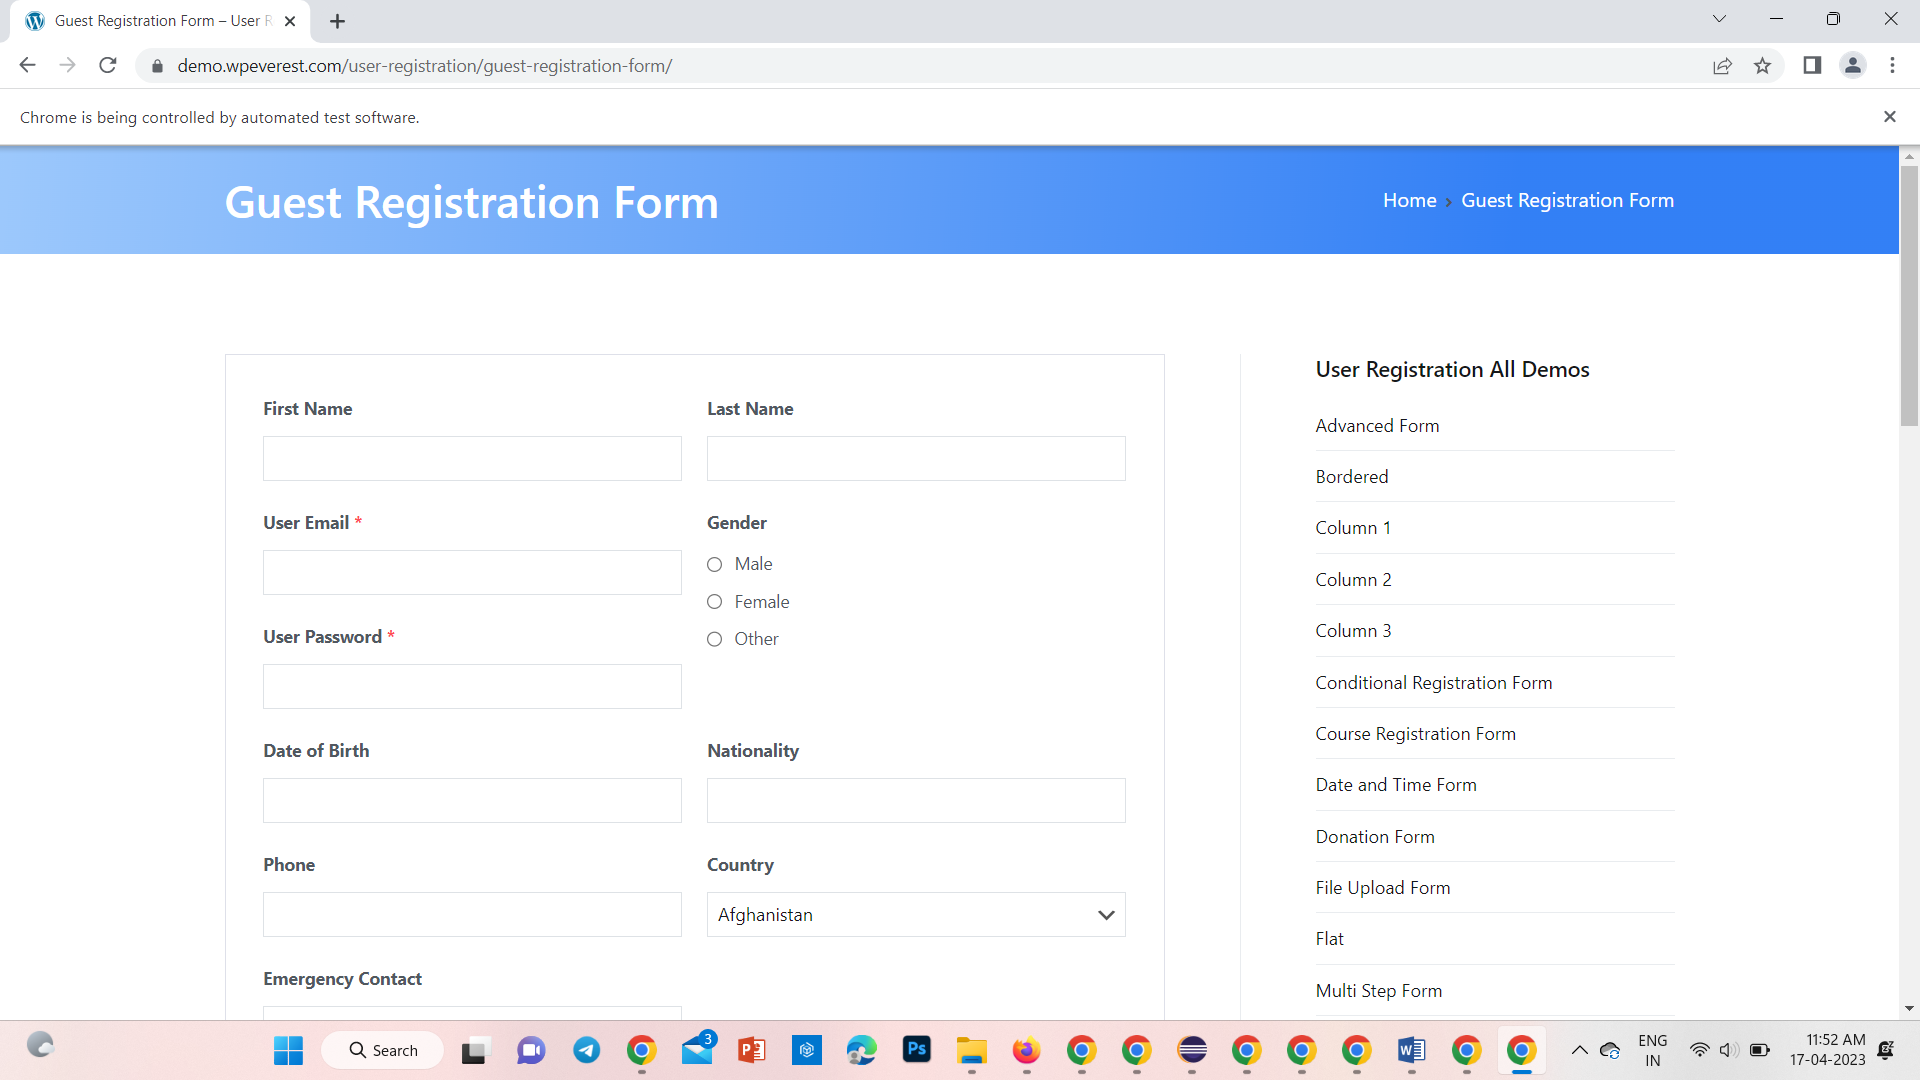 Guest Registration Form – User R
demo.wpeverest.com/user-registration/guest-registration-form/
Chrome is being controlled by automated test software.
Guest Registration Form
Home › Guest Registration Form
First Name
Last Name
User Email *
Gender
Male
Female
Other
User Password *
Date of Birth
Nationality
Phone
Country
Afghanistan
Emergency Contact
User Registration All Demos
Advanced Form
Bordered
Column 1
Column 2
Column 3
Conditional Registration Form
Course Registration Form
Date and Time Form
Donation Form
File Upload Form
Flat
Multi Step Form
Search
3
Ps
ENG
IN
11:52 AM
17-04-2023